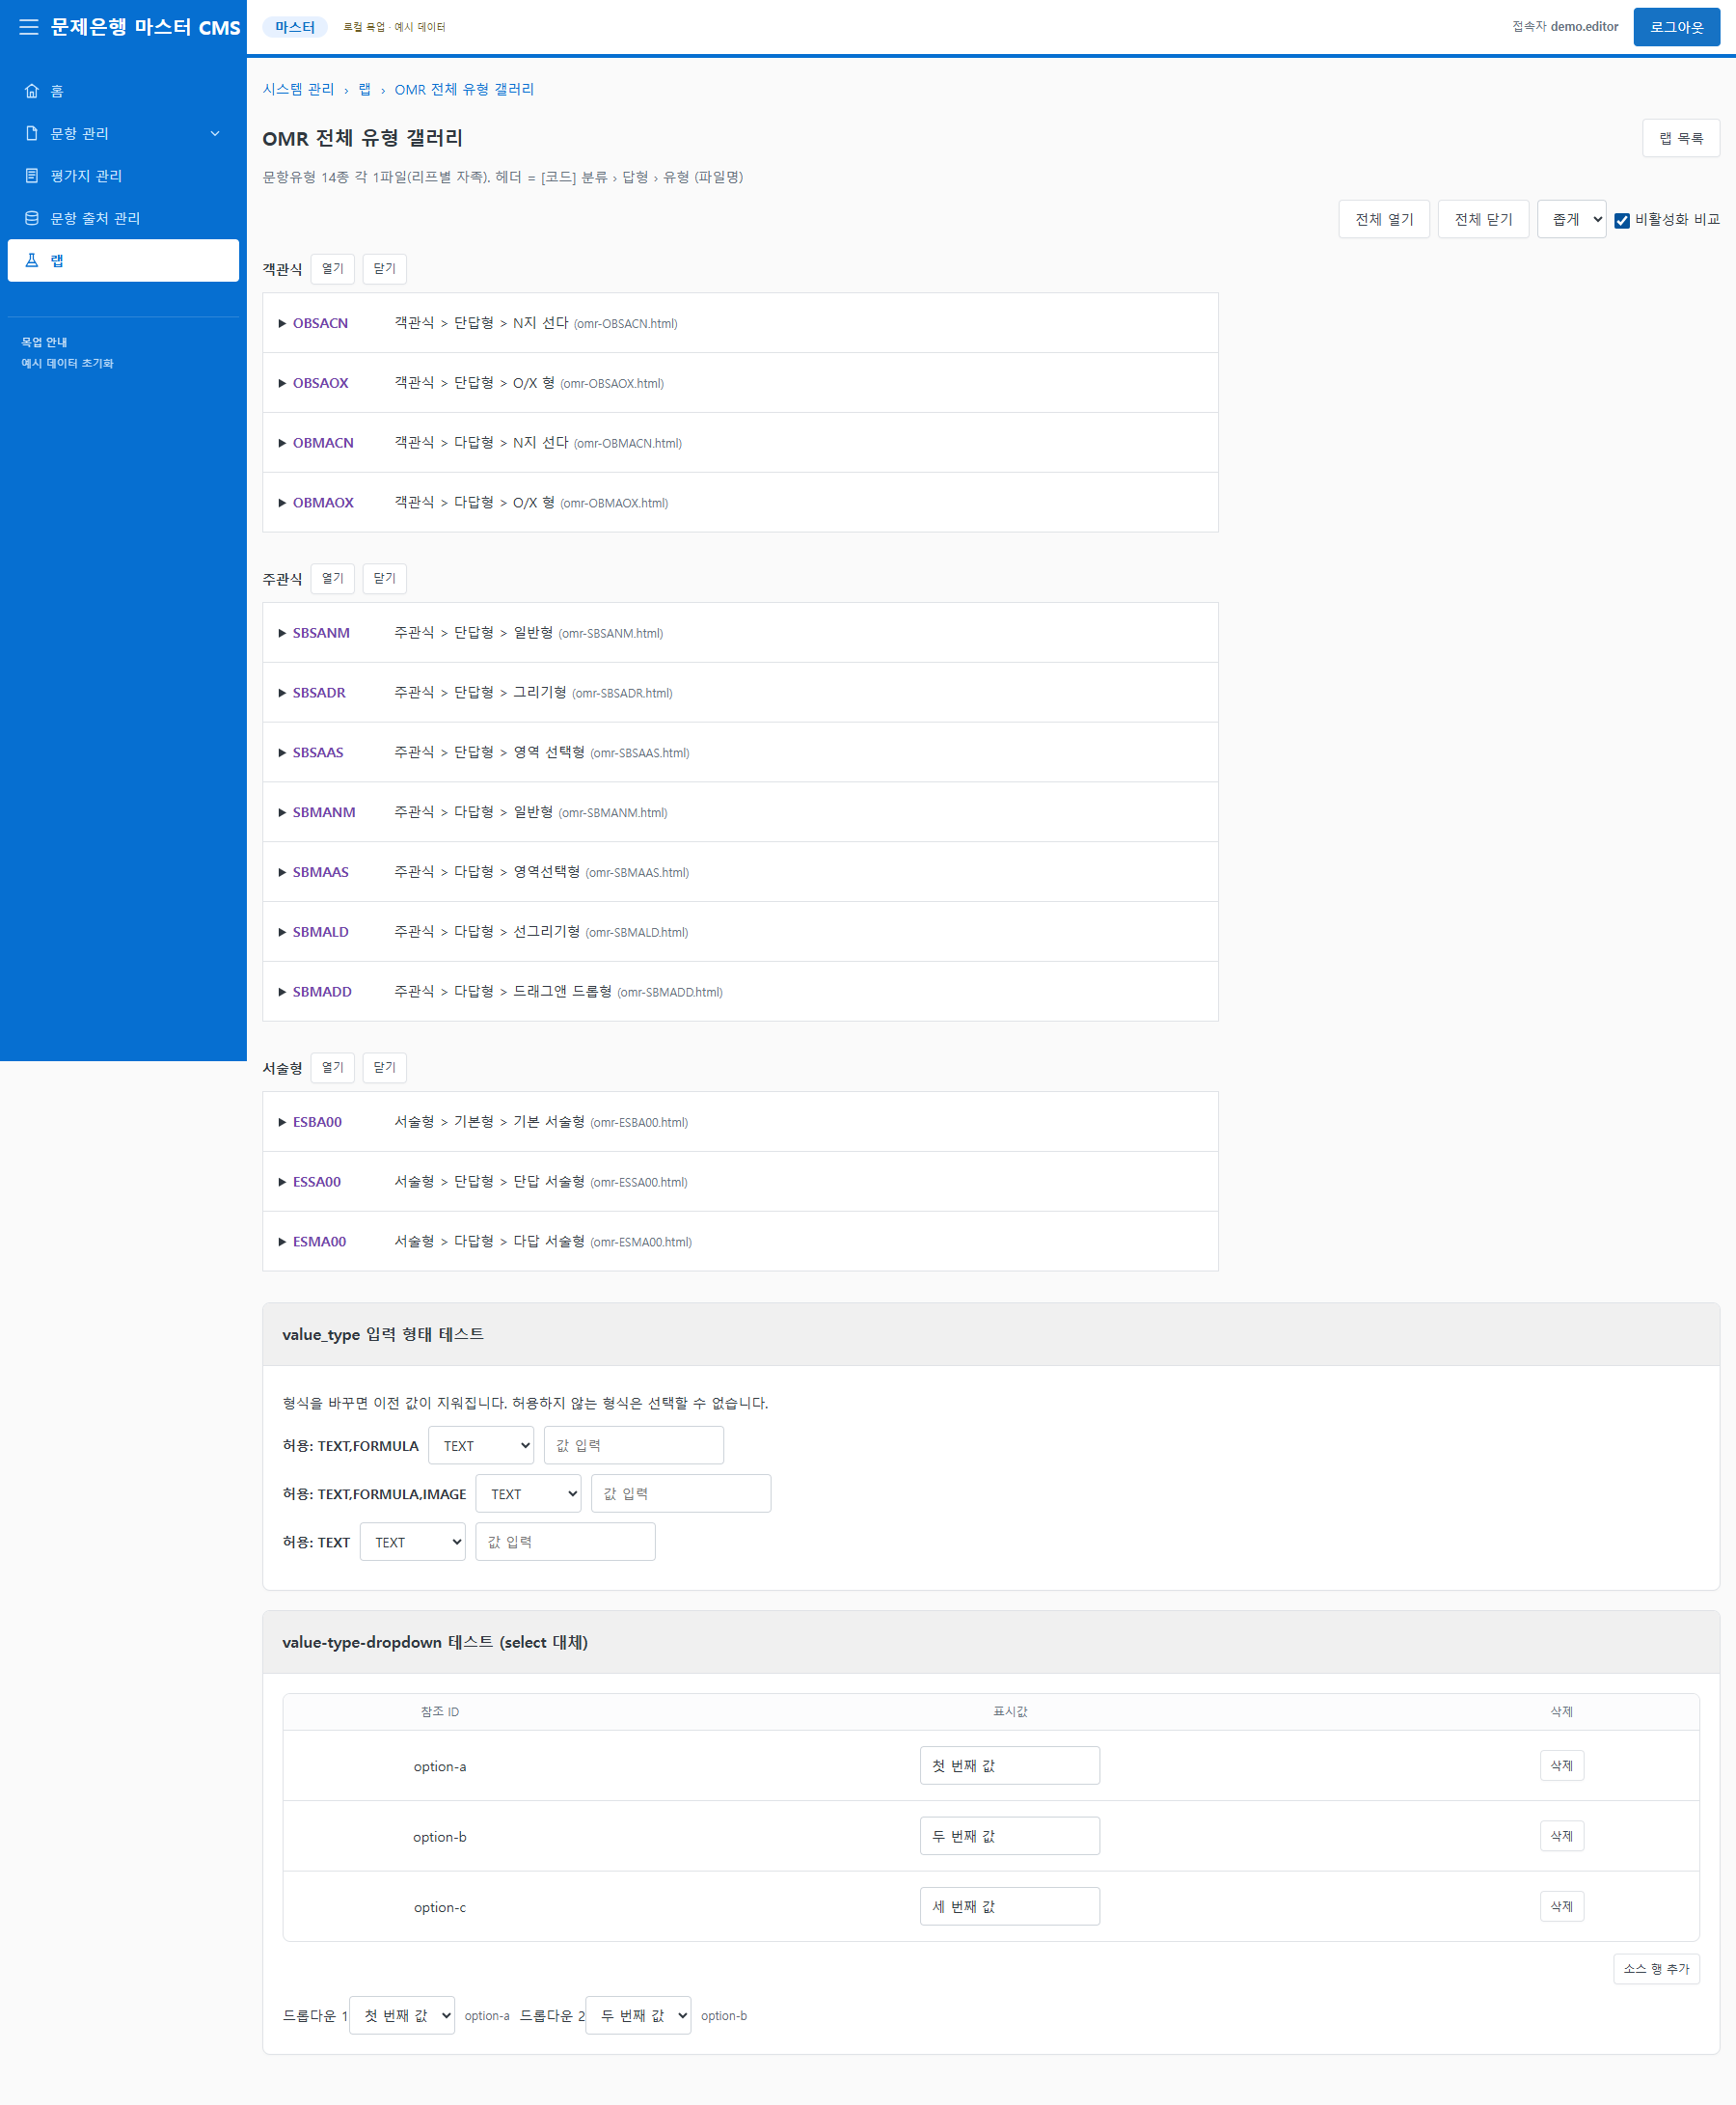 문제은행 마스터 CMS
홈
문항 관리
평가지 관리
문항 출처 관리
랩
목업 안내
예시 데이터 초기화
마스터 로컬 목업 · 예시 데이터 접속자 demo.editor 로그아웃
시스템 관리 › 랩 › OMR 전체 유형 갤러리
OMR 전체 유형 갤러리 랩 목록
문항유형 14종 각 1파일(리프별 자족). 헤더 = [코드] 분류 › 답형 › 유형 (파일명)
전체 열기 전체 닫기 좁게 비활성화 비교
객관식 열기 닫기
OBSACN 객관식 > 단답형 > N지 선다 (omr-OBSACN.html)
OBSAOX 객관식 > 단답형 > O/X 형 (omr-OBSAOX.html)
OBMACN 객관식 > 다답형 > N지 선다 (omr-OBMACN.html)
OBMAOX 객관식 > 다답형 > O/X 형 (omr-OBMAOX.html)
주관식 열기 닫기
SBSANM 주관식 > 단답형 > 일반형 (omr-SBSANM.html)
SBSADR 주관식 > 단답형 > 그리기형 (omr-SBSADR.html)
SBSAAS 주관식 > 단답형 > 영역 선택형 (omr-SBSAAS.html)
SBMANM 주관식 > 다답형 > 일반형 (omr-SBMANM.html)
SBMAAS 주관식 > 다답형 > 영역선택형 (omr-SBMAAS.html)
SBMALD 주관식 > 다답형 > 선그리기형 (omr-SBMALD.html)
SBMADD 주관식 > 다답형 > 드래그앤 드롭형 (omr-SBMADD.html)
서술형 열기 닫기
ESBA00 서술형 > 기본형 > 기본 서술형 (omr-ESBA00.html)
ESSA00 서술형 > 단답형 > 단답 서술형 (omr-ESSA00.html)
ESMA00 서술형 > 다답형 > 다답 서술형 (omr-ESMA00.html)
value_type 입력 형태 테스트
형식을 바꾸면 이전 값이 지워집니다. 허용하지 않는 형식은 선택할 수 없습니다.
허용: TEXT,FORMULA TEXT 값 입력
허용: TEXT,FORMULA,IMAGE TEXT 값 입력
허용: TEXT TEXT 값 입력
value-type-dropdown 테스트 (select 대체)
참조 ID 표시값 삭제
option-a 첫 번째 값 삭제
option-b 두 번째 값 삭제
option-c 세 번째 값 삭제
소스 행 추가
드롭다운 1 첫 번째 값 option-a 드롭다운 2 두 번째 값 option-b